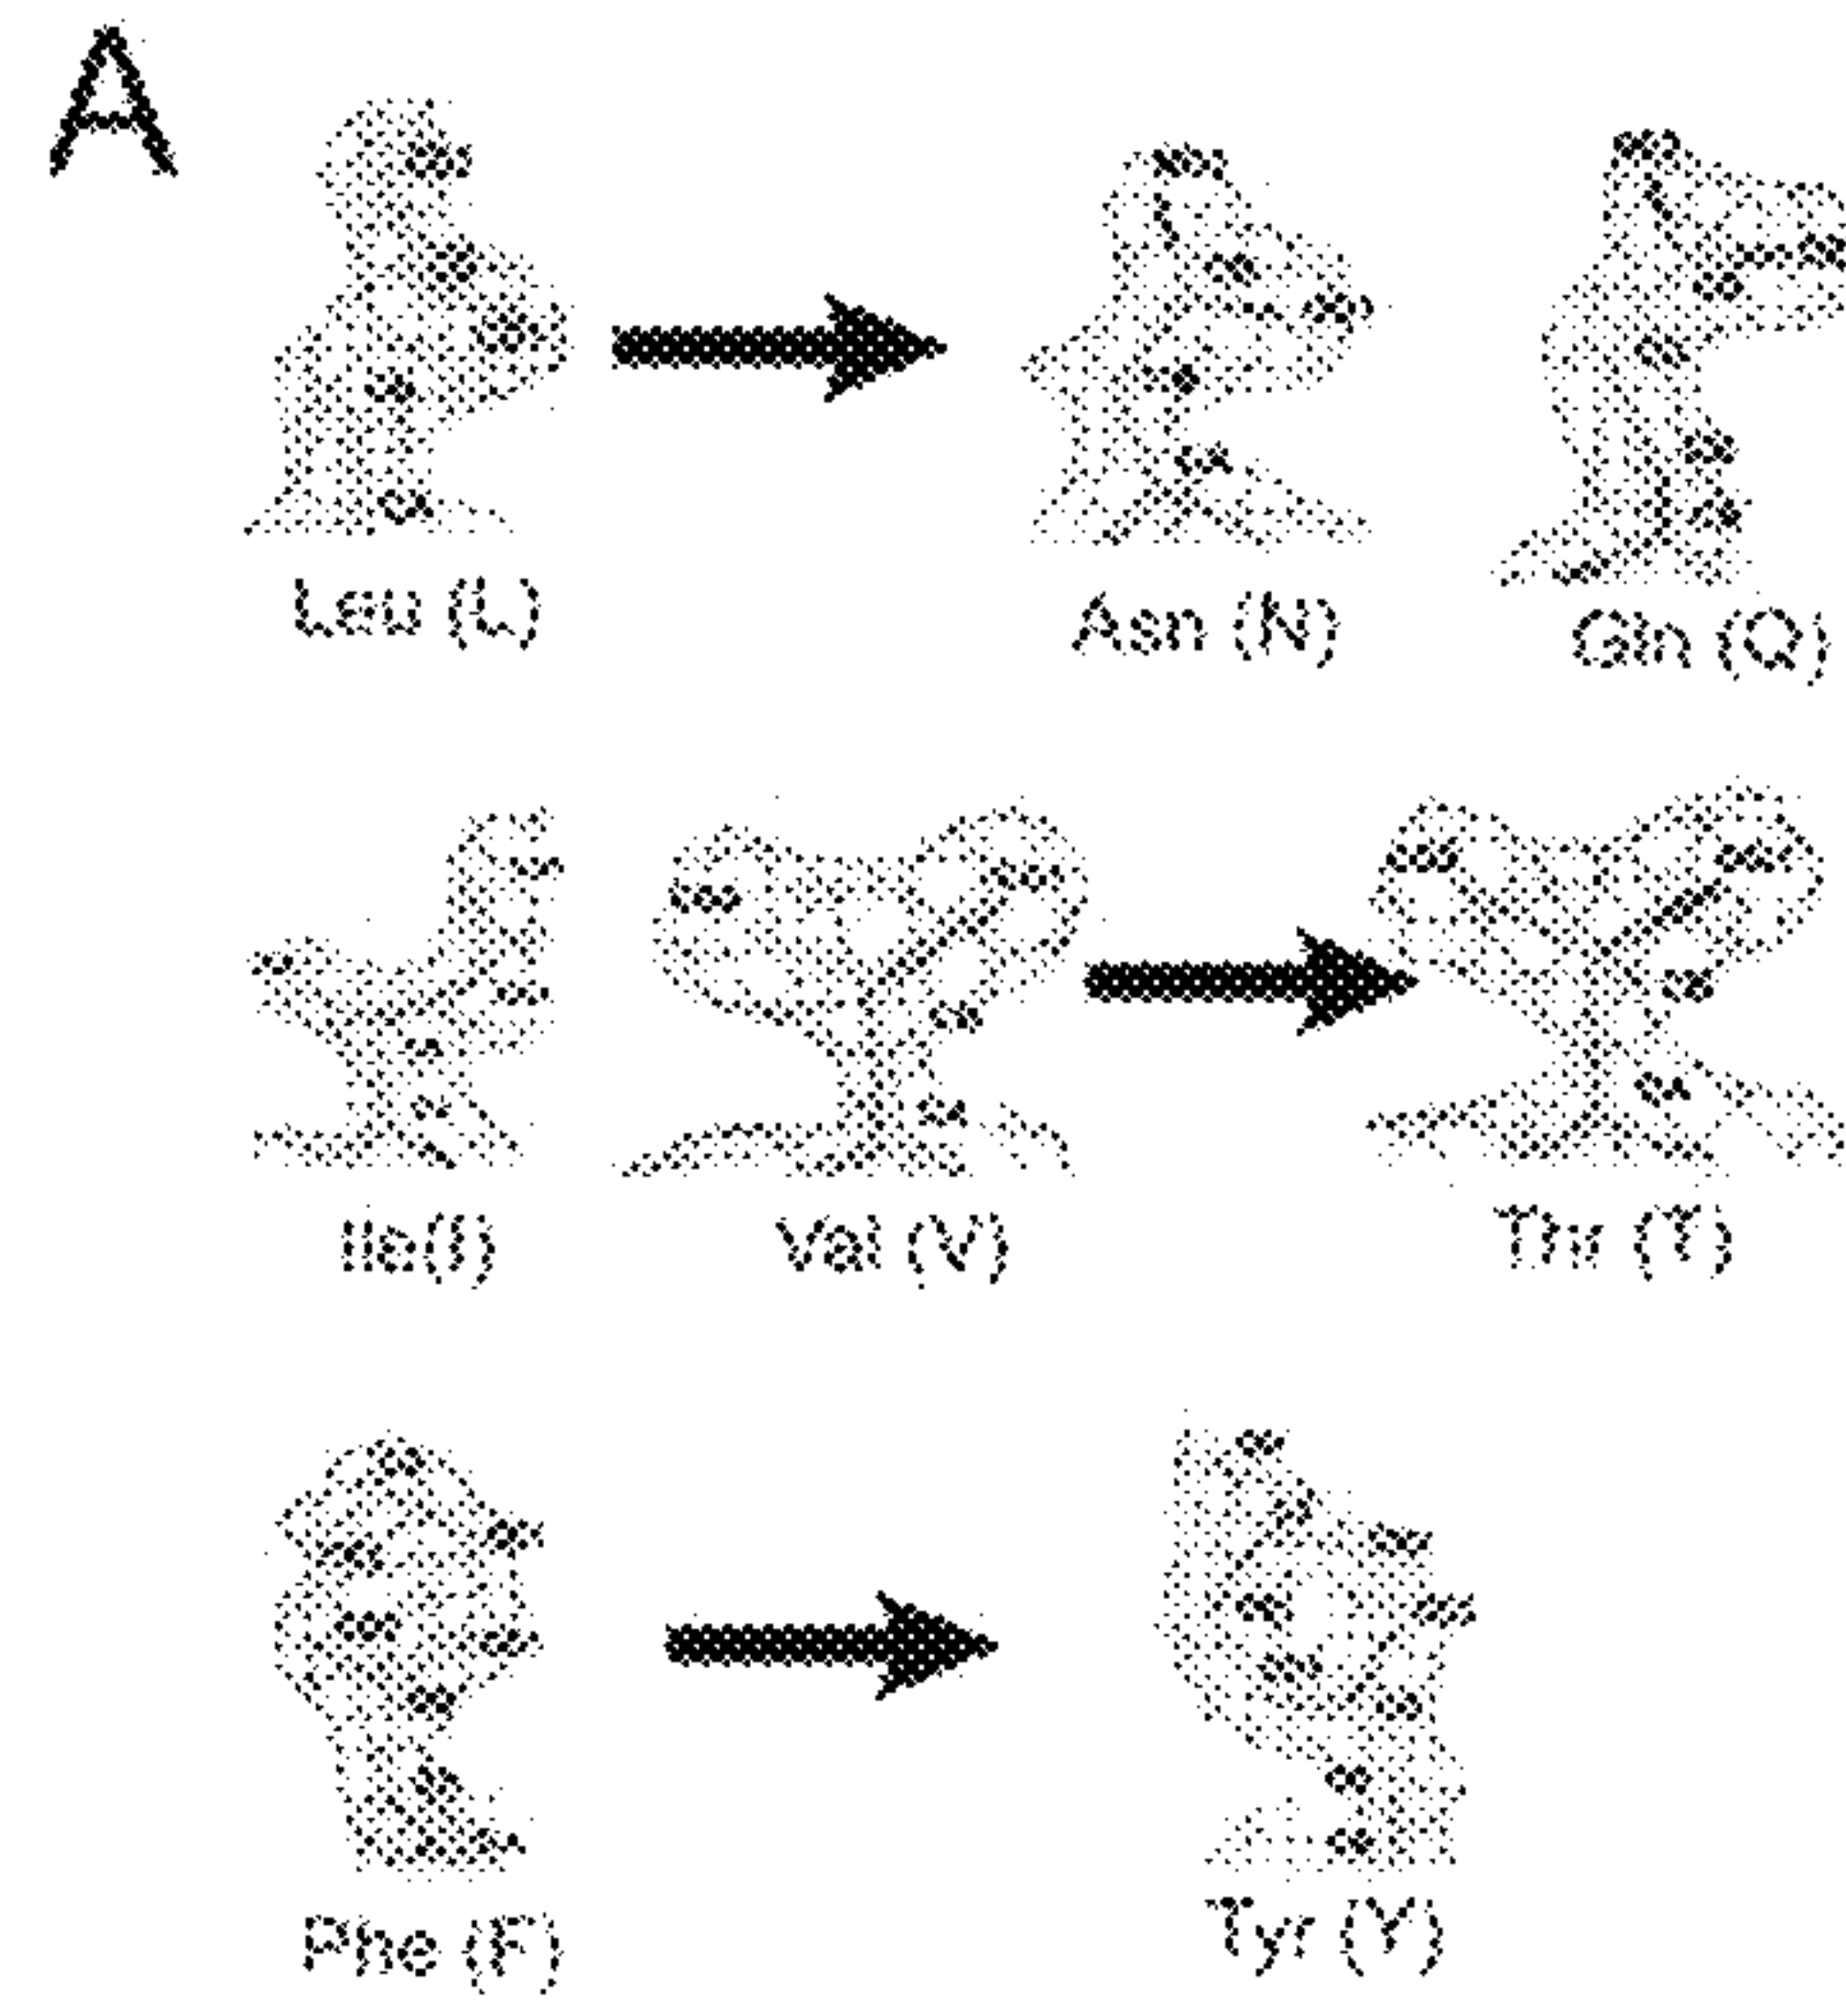 A
Leu (L) Asn (N) Gln (Q)
Ile(I) Val (V) Thr (T)
Phe (F) Tyr (Y)